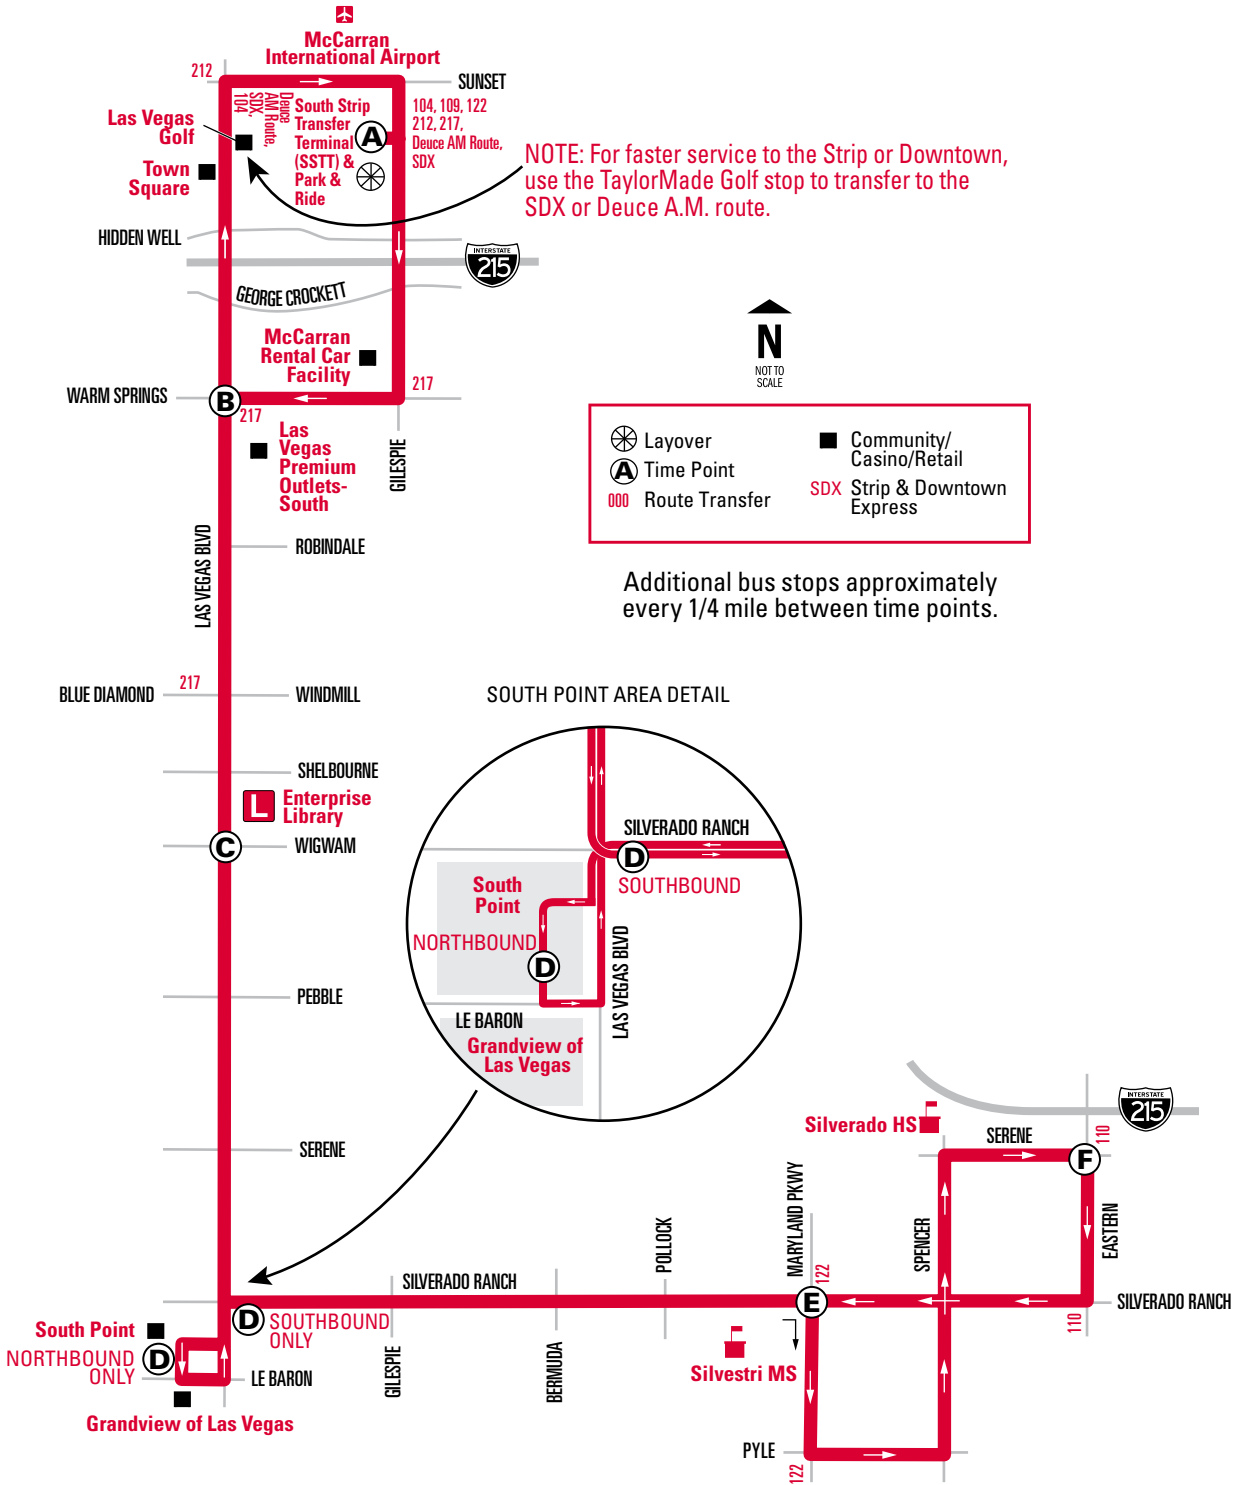 McCarran
International Airport
212
SUNSET
Deuce
AM Route,
SDX,
104
South Strip
Transfer
Terminal
(SSTT) &
Park &
Ride
A
104, 109, 122
212, 217,
Deuce AM Route,
SDX
Las Vegas
Golf
Town
Square
NOTE: For faster service to the Strip or Downtown,
use the TaylorMade Golf stop to transfer to the
SDX or Deuce A.M. route.
HIDDEN WELL
INTERSTATE
215
GEORGE CROCKETT
McCarran
Rental Car
Facility
N
NOT TO
SCALE
WARM SPRINGS
B
217
217
Las
Vegas
Premium
Outlets-
South
GILESPIE
Layover
A Time Point
000 Route Transfer
Community/
Casino/Retail
SDX Strip & Downtown
Express
LAS VEGAS BLVD
ROBINDALE
Additional bus stops approximately
every 1/4 mile between time points.
BLUE DIAMOND
217
WINDMILL
SOUTH POINT AREA DETAIL
SHELBOURNE
L
Enterprise
Library
C
WIGWAM
SILVERADO RANCH
D
SOUTHBOUND
South
Point
NORTHBOUND
D
LAS VEGAS BLVD
LE BARON
Grandview of
Las Vegas
PEBBLE
SERENE
INTERSTATE
215
Silverado HS
SERENE
110
F
MARYLAND PKWY
SPENCER
EASTERN
POLLOCK
122
SILVERADO RANCH
E
SILVERADO RANCH
110
D
SOUTHBOUND
ONLY
South Point
NORTHBOUND
ONLY
D
LE BARON
GILESPIE
BERMUDA
Silvestri MS
Grandview of Las Vegas
PYLE
122